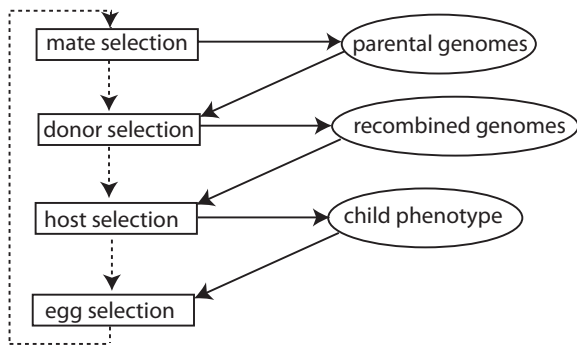 mate selection
parental genomes
donor selection
recombined genomes
host selection
child phenotype
egg selection